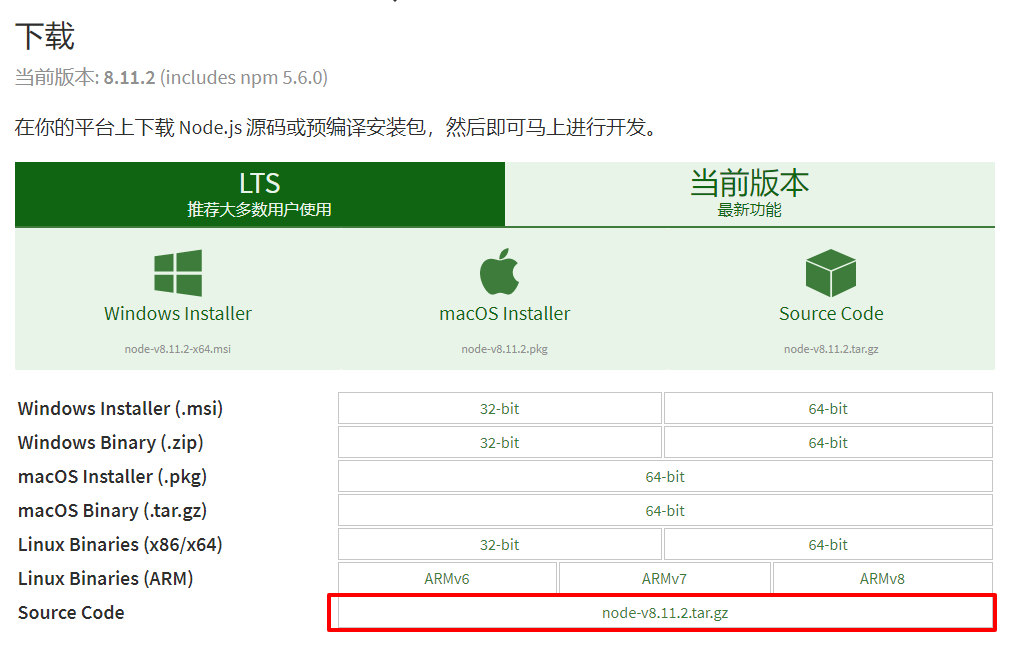 下载
当前版本: 8.11.2 (includes npm 5.6.0)
在你的平台上下载 Node.js 源码或预编译安装包，然后即可马上进行开发。
LTS
推荐大多数用户使用
当前版本
最新功能
Windows Installer
node-v8.11.2-x64.msi
macOS Installer
node-v8.11.2.pkg
Source Code
node-v8.11.2.tar.gz
Windows Installer (.msi) 32-bit 64-bit
Windows Binary (.zip) 32-bit 64-bit
macOS Installer (.pkg) 64-bit
macOS Binary (.tar.gz) 64-bit
Linux Binaries (x86/x64) 32-bit 64-bit
Linux Binaries (ARM) ARMv6 ARMv7 ARMv8
Source Code node-v8.11.2.tar.gz